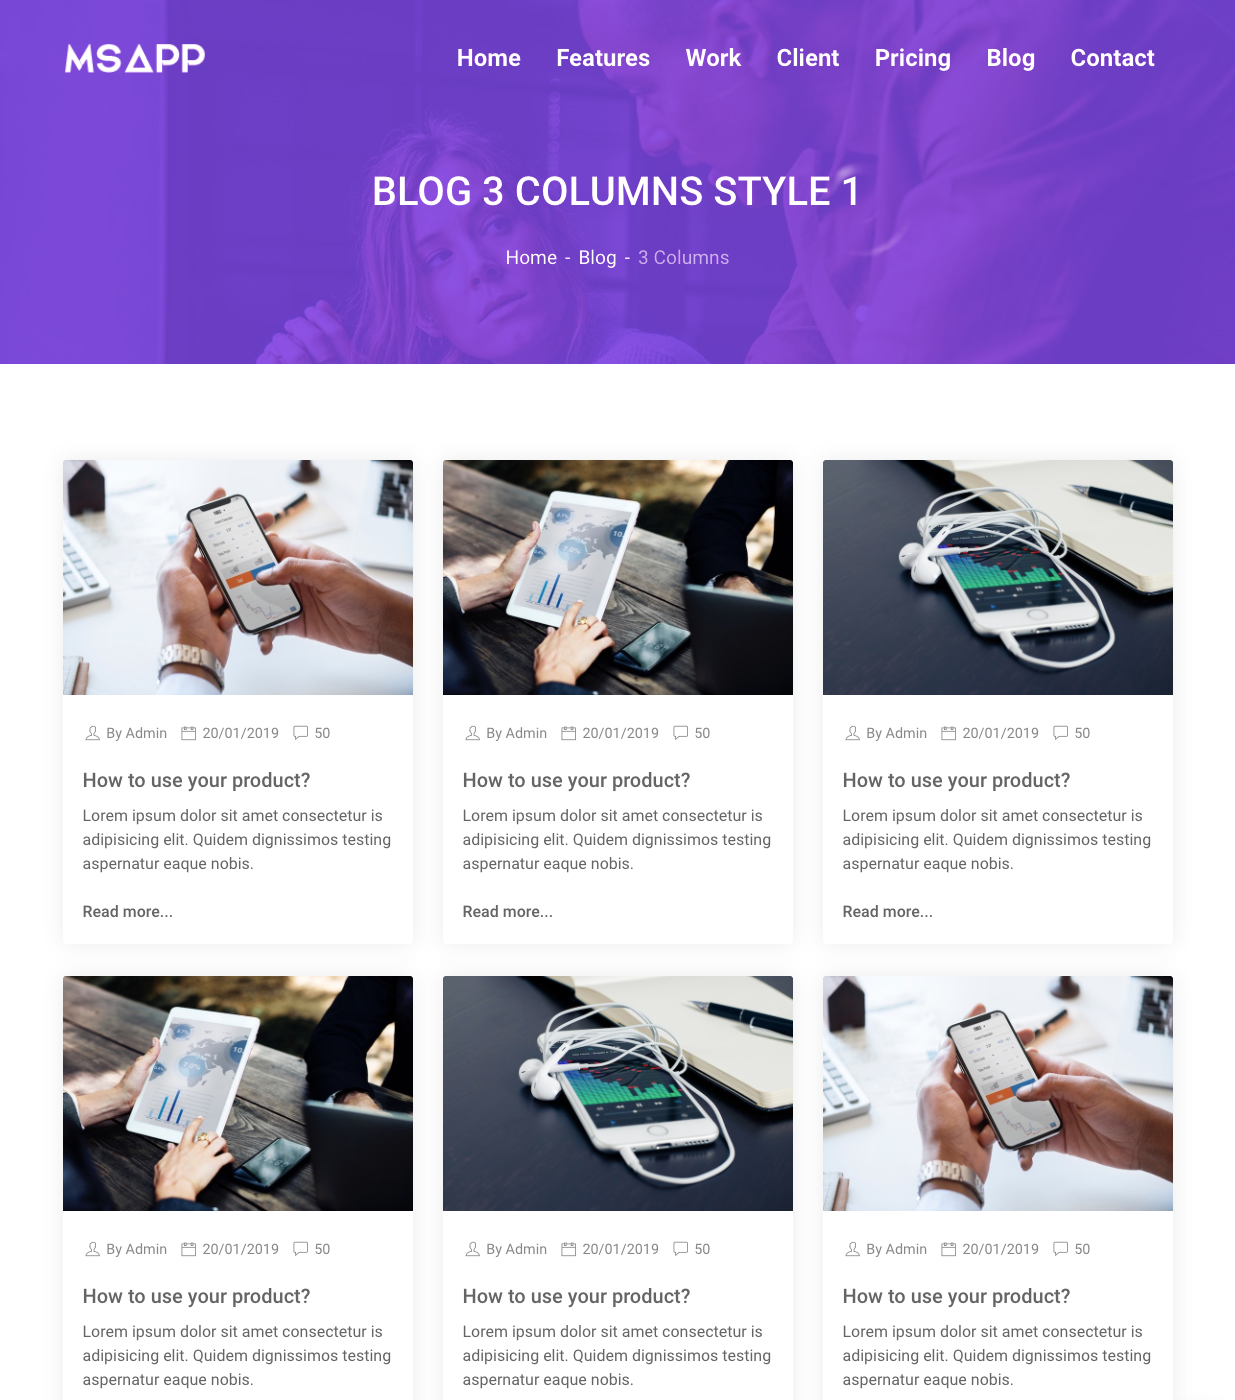 MSAPP
Home Features Work Client Pricing Blog Contact
BLOG 3 COLUMNS STYLE 1
Home - Blog - 3 Columns
By Admin 20/01/2019 50
How to use your product?
Lorem ipsum dolor sit amet consectetur is
adipisicing elit. Quidem dignissimos testing
aspernatur eaque nobis.
Read more...
By Admin 20/01/2019 50
How to use your product?
Lorem ipsum dolor sit amet consectetur is
adipisicing elit. Quidem dignissimos testing
aspernatur eaque nobis.
Read more...
By Admin 20/01/2019 50
How to use your product?
Lorem ipsum dolor sit amet consectetur is
adipisicing elit. Quidem dignissimos testing
aspernatur eaque nobis.
Read more...
By Admin 20/01/2019 50
How to use your product?
Lorem ipsum dolor sit amet consectetur is
adipisicing elit. Quidem dignissimos testing
aspernatur eaque nobis.
By Admin 20/01/2019 50
How to use your product?
Lorem ipsum dolor sit amet consectetur is
adipisicing elit. Quidem dignissimos testing
aspernatur eaque nobis.
By Admin 20/01/2019 50
How to use your product?
Lorem ipsum dolor sit amet consectetur is
adipisicing elit. Quidem dignissimos testing
aspernatur eaque nobis.